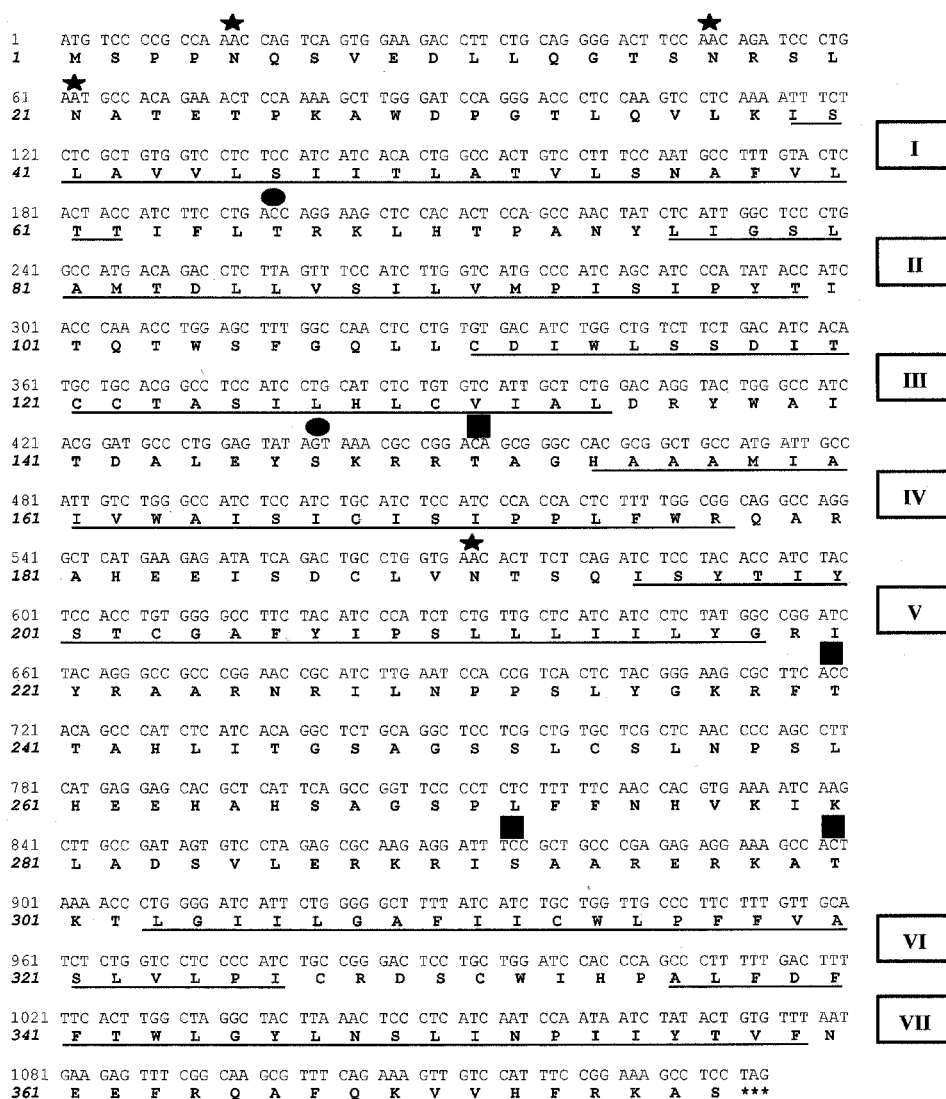 1 ATG TCC CCG CCA AAC CAG TCA GTG GAA GAC CTT CTG CAG GGG ACT TCC AAC AGA TCC CTG
1 M S P P N Q S V E D L L Q G T S N R S L
61 AAT GCC ACA GAA ACT CCA AAA GCT TGG GAT CCA GGG ACC CTC CAA GTC CTC AAA ATT TCT
21 N A T E T P K A W D P G T L Q V L K I S
I
121 CTC GCT GTG GTC CTC TCC ATC ATC ACA CTG GCC ACT GTC CTT TCC AAT GCC TTT GTA CTC
41 L A V V L S I I T L A T V L S N A F V L
181 ACT ACC ATC TTC CTG ACC AGG AAG CTC CAC ACT CCA GCC AAC TAT CTC ATT GGC TCC CTG
61 T T I F L T R K L H T P A N Y L I G S L
II
241 GCC ATG ACA GAC CTC TTA GTT TCC ATC TTG GTC ATG CCC ATC AGC ATC CCA TAT ACC ATC
81 A M T D L L V S I L V M P I S I P Y T I
301 ACC CAA ACC TGG AGC TTT GGC CAA CTC CTG TGT GAC ATC TGG CTG TCT TCT GAC ATC ACA
101 T Q T W S F G Q L L C D I W L S S D I T
III
361 TGC TGC ACG GCC TCC ATC CTG CAT CTC TGT GTC ATT GCT CTG GAC AGG TAC TGG GCC ATC
121 C C T A S I L H L C V I A L D R Y W A I
421 ACG GAT GCC CTG GAG TAT AGT AAA CGC CGG ACA GCG GGC CAC GCG GCT GCC ATG ATT GCC
141 T D A L E Y S K R R T A G H A A A M I A
IV
481 ATT GTC TGG GCC ATC TCC ATC TGC ATC TCC ATC CCA CCA CTC TTT TGG CGG CAG GCC AGG
161 I V W A I S I C I S I P P L F W R Q A R
541 GCT CAT GAA GAG ATA TCA GAC TGC CTG GTG AAC ACT TCT CAG ATC TCC TAC ACC ATC TAC
181 A H E E I S D C L V N T S Q I S Y T I Y
V
601 TCC ACC TGT GGG GCC TTC TAC ATC CCA TCT CTG TTG CTC ATC ATC CTC TAT GGC CGG ATC
201 S T C G A F Y I P S L L L I I L Y G R I
661 TAC AGG GCC GCC CGG AAC CGC ATC TTG AAT CCA CCG TCA CTC TAC GGG AAG CGC TTC ACC
221 Y R A A R N R I L N P P S L Y G K R F T
721 ACA GCC CAT CTC ATC ACA GGC TCT GCA GGC TCC TCG CTG TGC TCG CTC AAC CCC AGC CTT
241 T A H L I T G S A G S S L C S L N P S L
781 CAT GAG GAG CAC GCT CAT TCA GCC GGT TCC CCT CTC TTT TTC AAC CAC GTG AAA ATC AAG
261 H E E H A H S A G S P L F F N H V K I K
841 CTT GCC GAT AGT GTC CTA GAG CGC AAG AGG ATT TCC GCT GCC CGA GAG AGG AAA GCC ACT
281 L A D S V L E R K R I S A A R E R K A T
901 AAA ACC CTG GGG ATC ATT CTG GGG GCT TTT ATC ATC TGC TGG TTG CCC TTC TTT GTT GCA
301 K T L G I I L G A F I I C W L P F F V A
VI
961 TCT CTG GTC CTC CCC ATC TGC CGG GAC TCC TGC TGG ATC CAC CCA GCC CTT TTT GAC TTT
321 S L V L P I C R D S C W I H P A L F D F
VII
1021 TTC ACT TGG CTA GGC TAC TTA AAC TCC CTC ATC AAT CCA ATA ATC TAT ACT GTG TTT AAT
341 F T W L G Y L N S L I N P I I Y T V F N
1081 GAA GAG TTT CGG CAA GCG TTT CAG AAA GTT GTC CAT TTC CGG AAA GCC TCC TAG
361 E E F R Q A F Q K V V H F R K A S ***